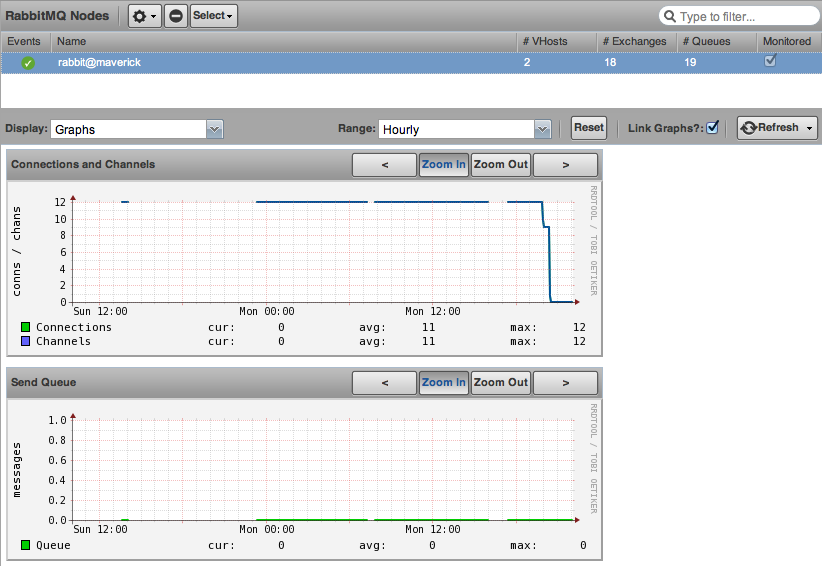 RabbitMQ Nodes Select Type to filter...
Events Name # VHosts # Exchanges # Queues Monitored
rabbit@maverick 2 18 19
Display: Graphs Range: Hourly Reset Link Graphs?: Refresh
Connections and Channels < Zoom In Zoom Out >
conns / chans
12
10
8
6
4
2
0
Sun 12:00 Mon 00:00 Mon 12:00
RRDTOOL / TOBI OETIKER
Connections cur: 0 avg: 11 max: 12
Channels cur: 0 avg: 11 max: 12
Send Queue < Zoom In Zoom Out >
messages
1.0
0.8
0.6
0.4
0.2
0.0
Sun 12:00 Mon 00:00 Mon 12:00
RRDTOOL / TOBI OETIKER
Queue cur: 0 avg: 0 max: 0